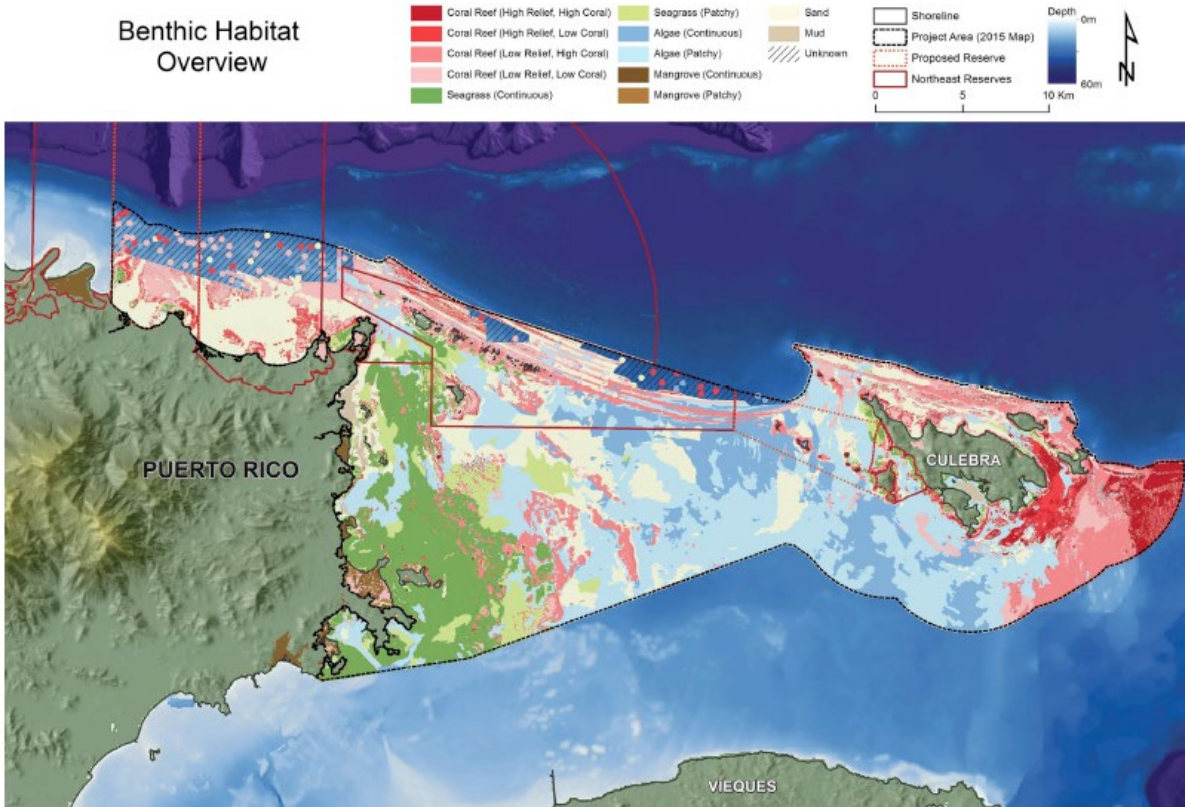 Benthic Habitat
Overview
Coral Reef (High Relief, High Coral)
Coral Reef (High Relief, Low Coral)
Coral Reef (Low Relief, High Coral)
Coral Reef (Low Relief, Low Coral)
Seagrass (Continuous)
Seagrass (Patchy)
Algae (Continuous)
Algae (Patchy)
Mangrove (Continuous)
Mangrove (Patchy)
Sand
Mud
Unknown
Shoreline
Project Area (2015 Map)
Proposed Reserve
Northeast Reserves
0 5 10 Km
Depth
0m
60m
N
PUERTO RICO
CULEBRA
VIEQUES